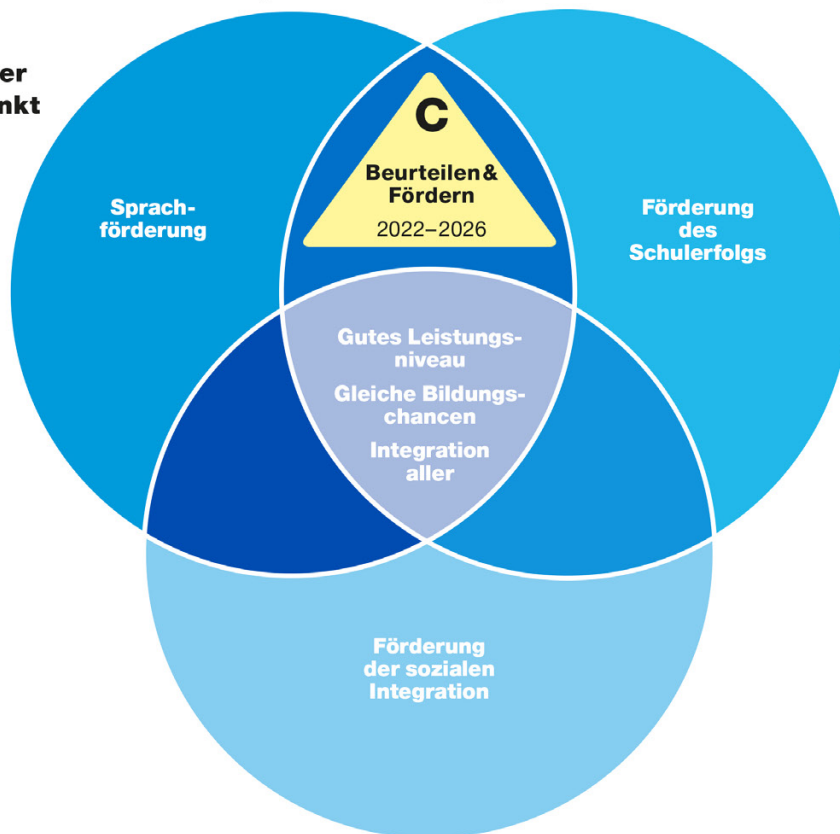 er
nkt
C
Beurteilen &
Fördern
2022–2026
Sprach-
förderung
Förderung
des
Schulerfolgs
Gutes Leistungs-
niveau
Gleiche Bildungs-
chancen
Integration
aller
Förderung
der sozialen
Integration